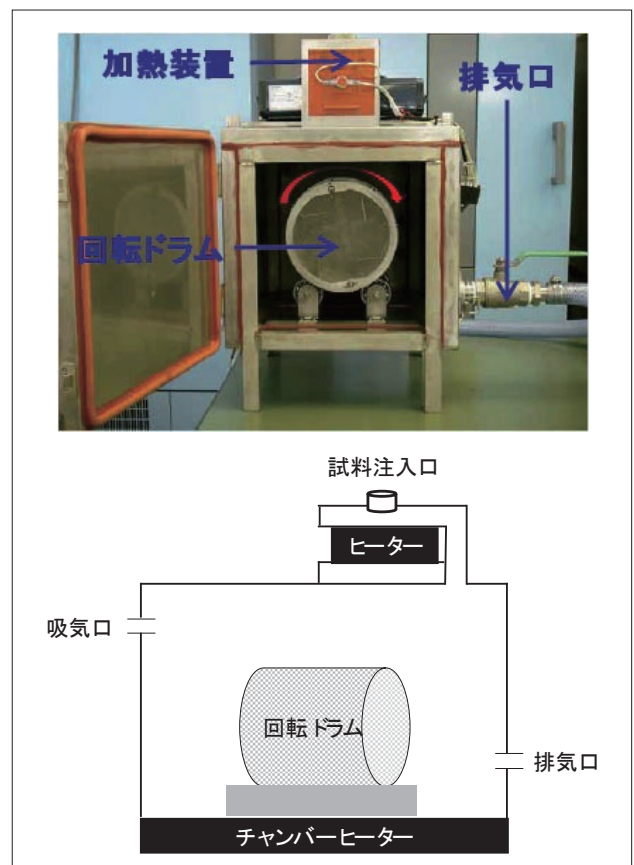 加熱装置
排気口
回転ドラム
試料注入口
ヒーター
吸気口
回転ドラム
排気口
チャンバーヒーター